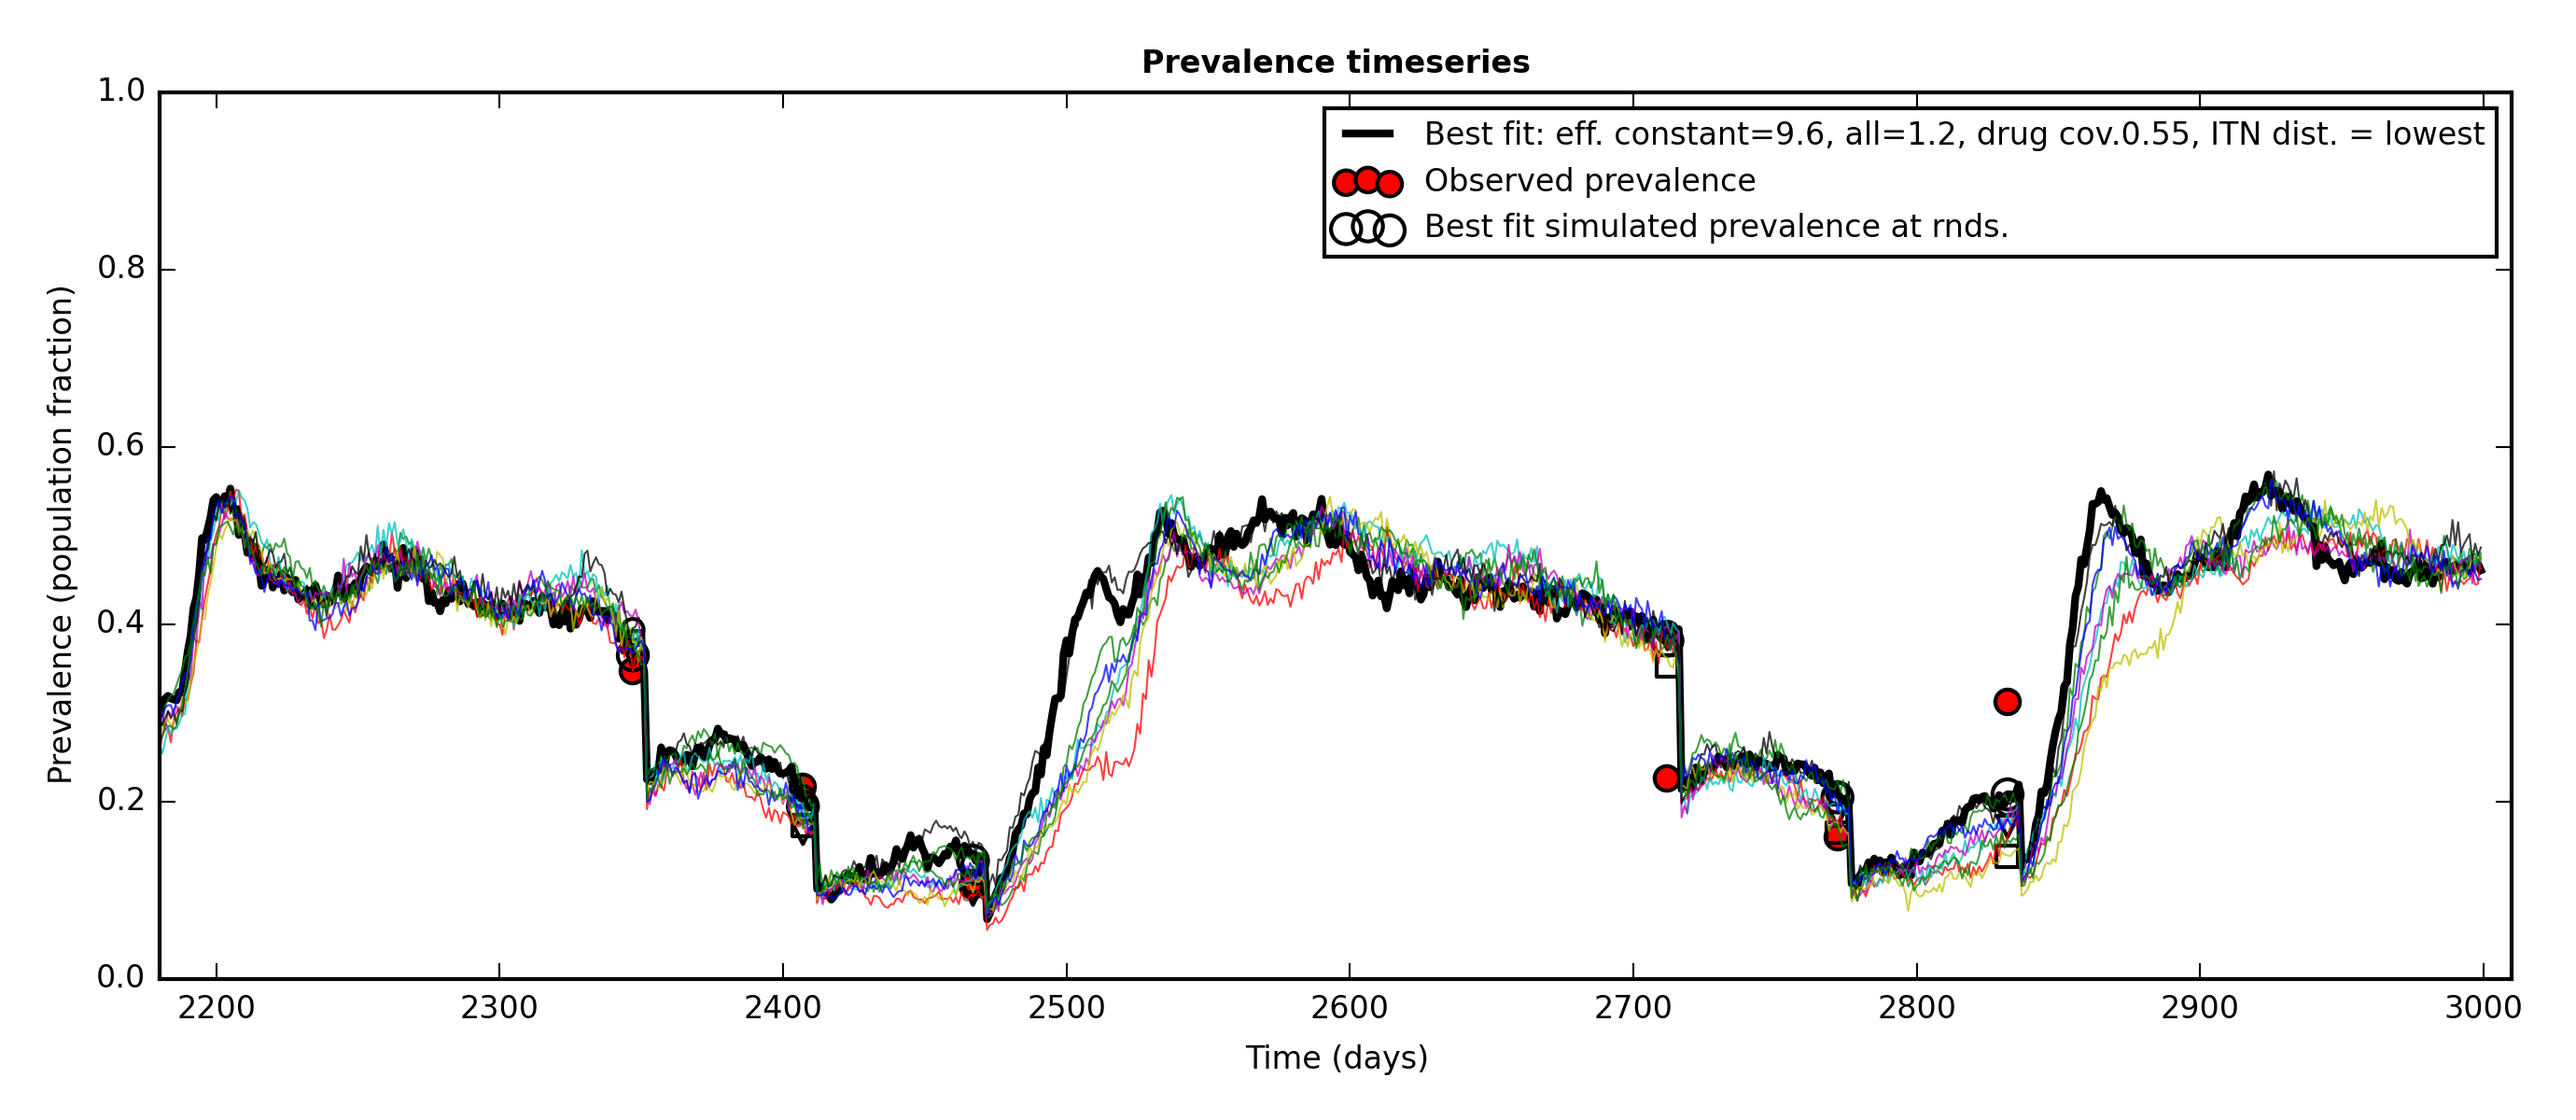 Prevalence timeseries
1.0
0.8
0.6
0.4
0.2
0.0
Prevalence (population fraction)
Best fit: eff. constant=9.6, all=1.2, drug cov.0.55, ITN dist. = lowest
Observed prevalence
Best fit simulated prevalence at rnds.
2200 2300 2400 2500 2600 2700 2800 2900 3000
Time (days)